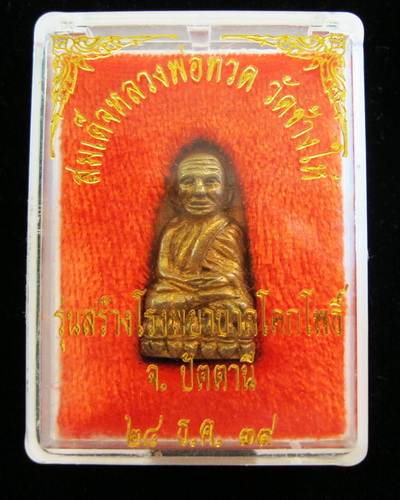 สมเด็จหลวงพ่อทวด วัดช้างให้
รุ่นสร้างโรงพยาบาลโคกโพธิ์
จ. ปัตตานี
๒๔ ธ.ค. ๓๙